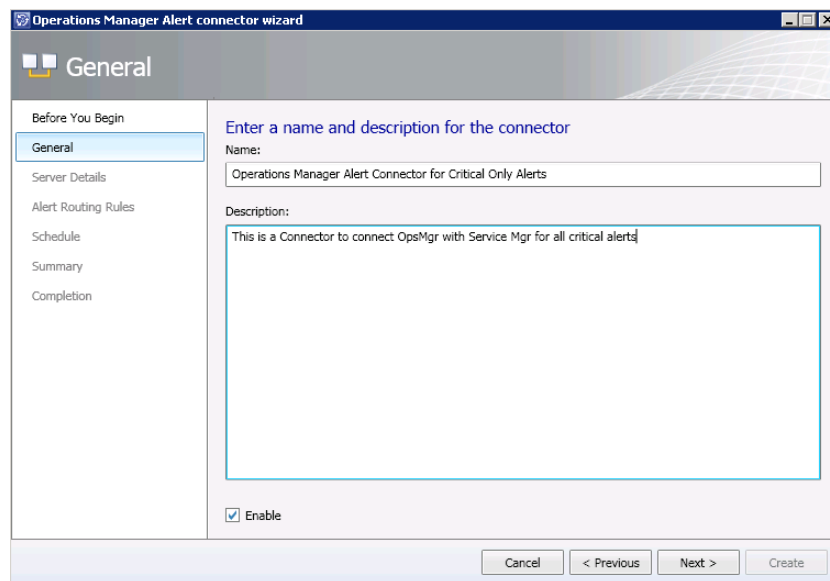 Operations Manager Alert connector wizard
General
Before You Begin
General
Server Details
Alert Routing Rules
Schedule
Summary
Completion
Enter a name and description for the connector
Name:
Operations Manager Alert Connector for Critical Only Alerts
Description:
This is a Connector to connect OpsMgr with Service Mgr for all critical alerts
Enable
Cancel
< Previous
Next >
Create